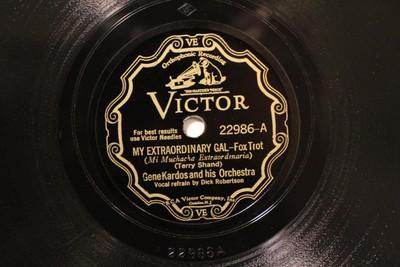 VE
Orthophonic Recording
"HIS MASTER'S VOICE"
VICTOR
For best results
use Victor Needles
22986-A
MY EXTRAORDINARY GAL-Fox Trot
(Mi Muchacha Extraordinaria)
(Terry Shand)
Gene Kardos and his Orchestra
Vocal refrain by Dick Robertson
R.C.A. Victor Company, Inc.
Camden, N.J.
VE
22986A